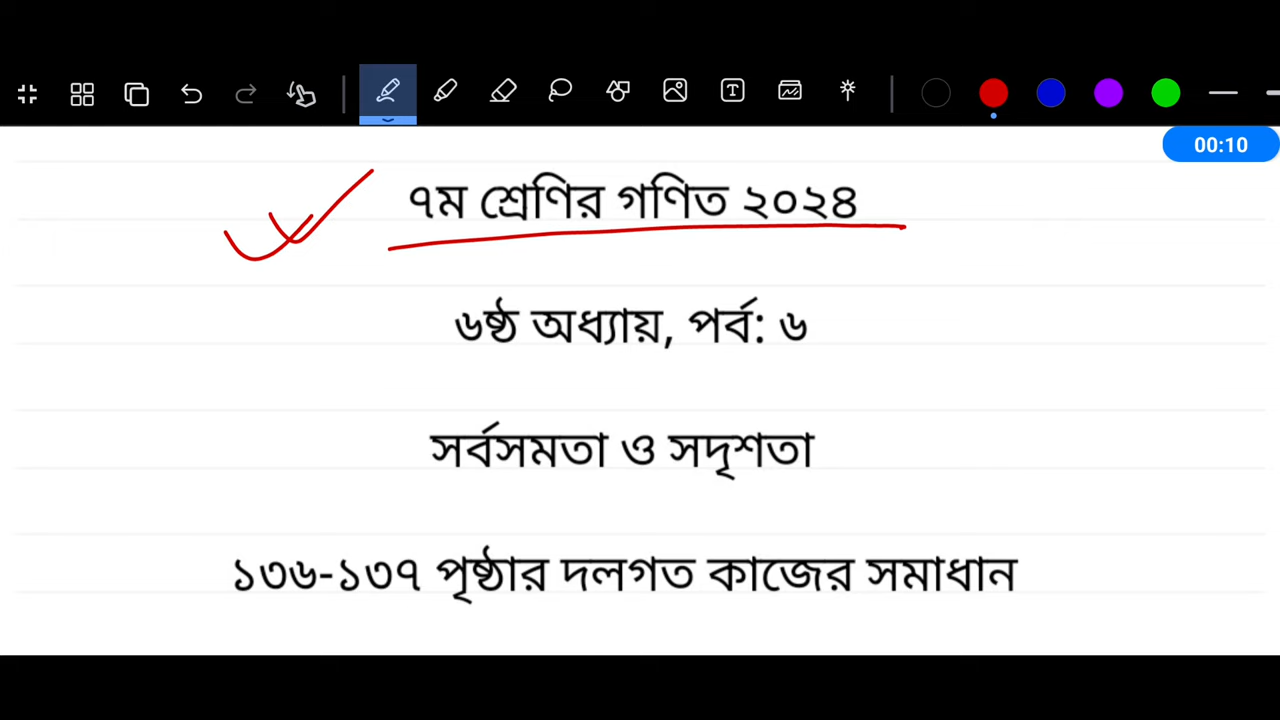 00:10
৭ম শ্রেণির গণিত ২০২৪
৬ষ্ঠ অধ্যায়, পর্ব: ৬
সর্বসমতা ও সদৃশতা
১৩৬-১৩৭ পৃষ্ঠার দলগত কাজের সমাধান